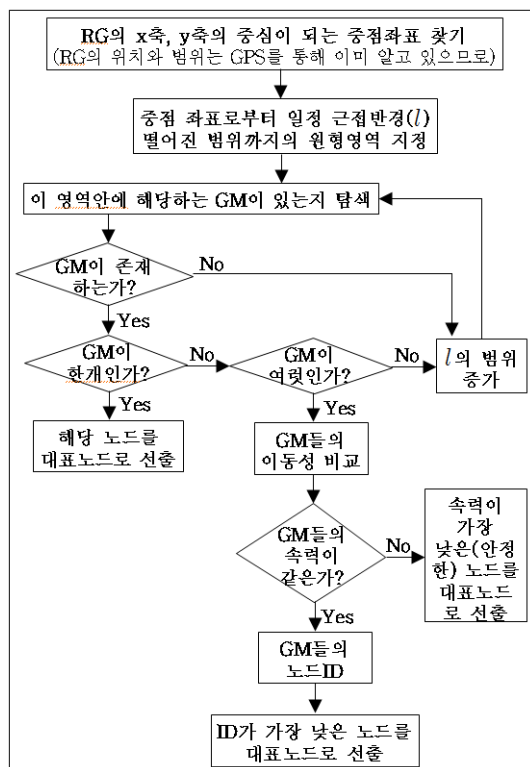 RG의 x축, y축의 중심이 되는 중점좌표 찾기
(RG의 위치와 범위는 GPS를 통해 이미 알고 있으므로)
중점 좌표로부터 일정 근접반경(l)
떨어진 범위까지의 원형영역 지정
이 영역안에 해당하는 GM이 있는지 탐색
GM이 존재
하는가?
No
Yes
GM이
한개인가?
No
GM이
여럿인가?
No
l의 범위
증가
Yes
Yes
해당 노드를
대표노드로 선출
GM들의
이동성 비교
GM들의
속력이
같은가?
No
속력이
가장
낮은(안정
한) 노드를
대표노드
로 선출
Yes
GM들의
노드ID
ID가 가장 낮은 노드를
대표노드로 선출